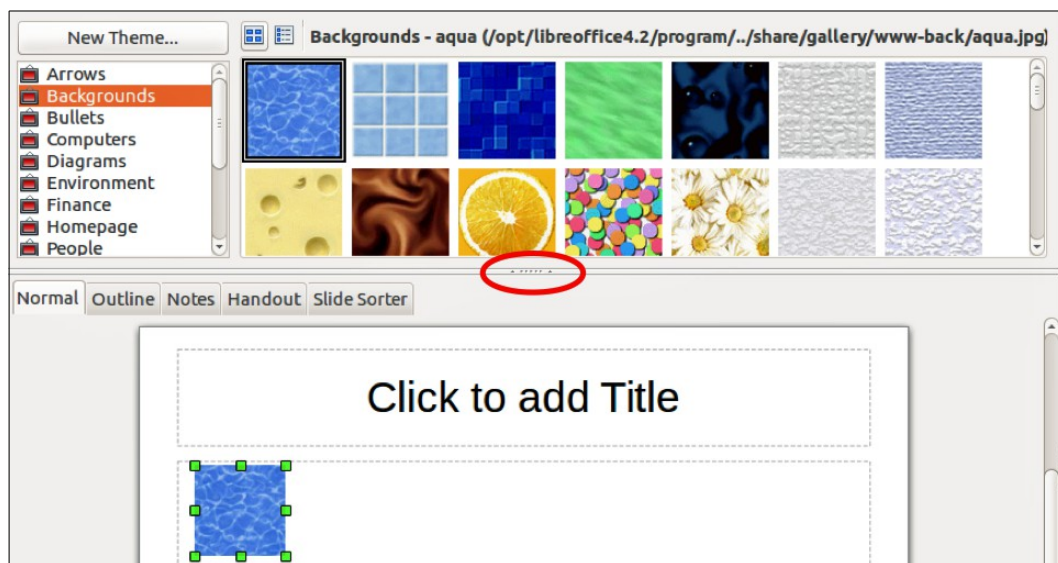 New Theme...
Backgrounds - aqua (/opt/libreoffice4.2/program/../share/gallery/www-back/aqua.jpg)
Arrows
Backgrounds
Bullets
Computers
Diagrams
Environment
Finance
Homepage
People
Normal Outline Notes Handout Slide Sorter
Click to add Title